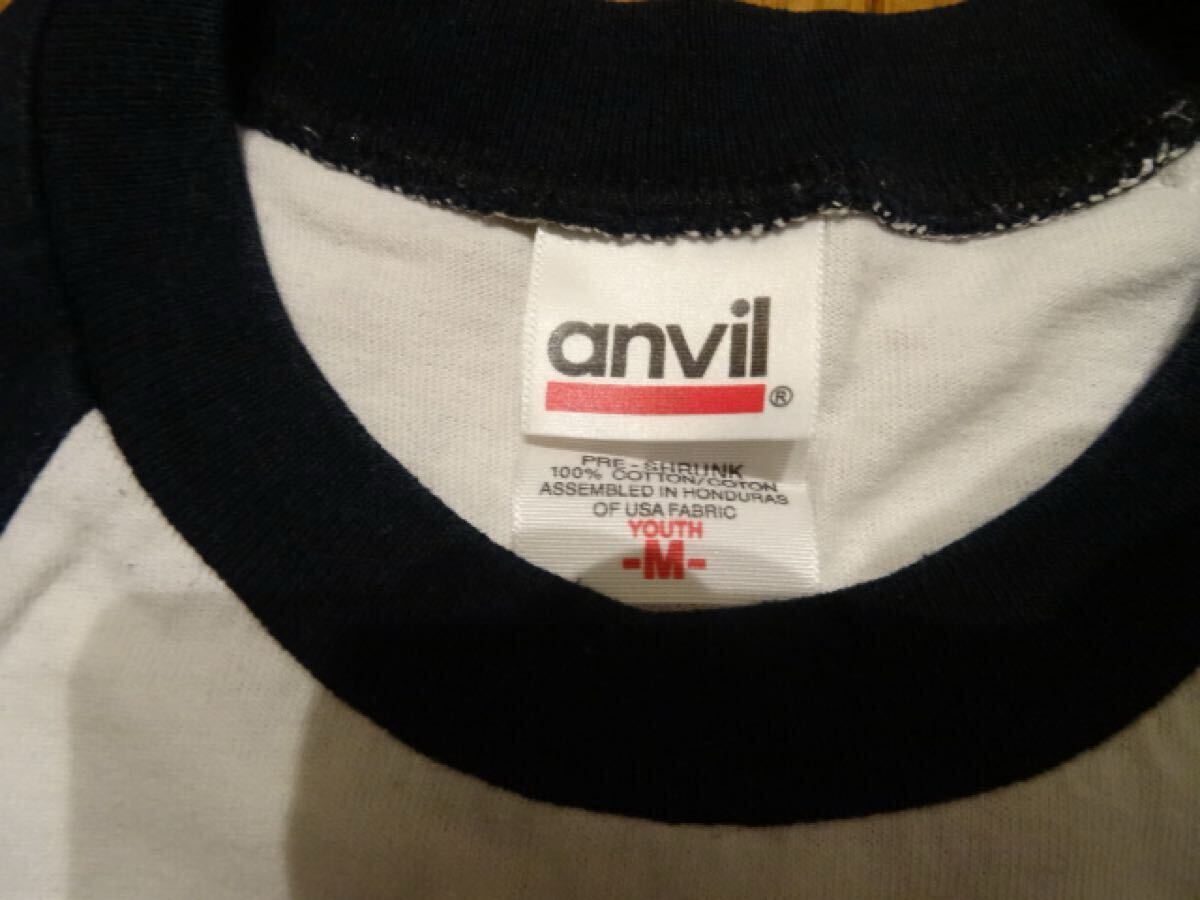 anvil®
PRE-SHRUNK
100% COTTON/COTON
ASSEMBLED IN HONDURAS
OF USA FABRIC
YOUTH
-M-